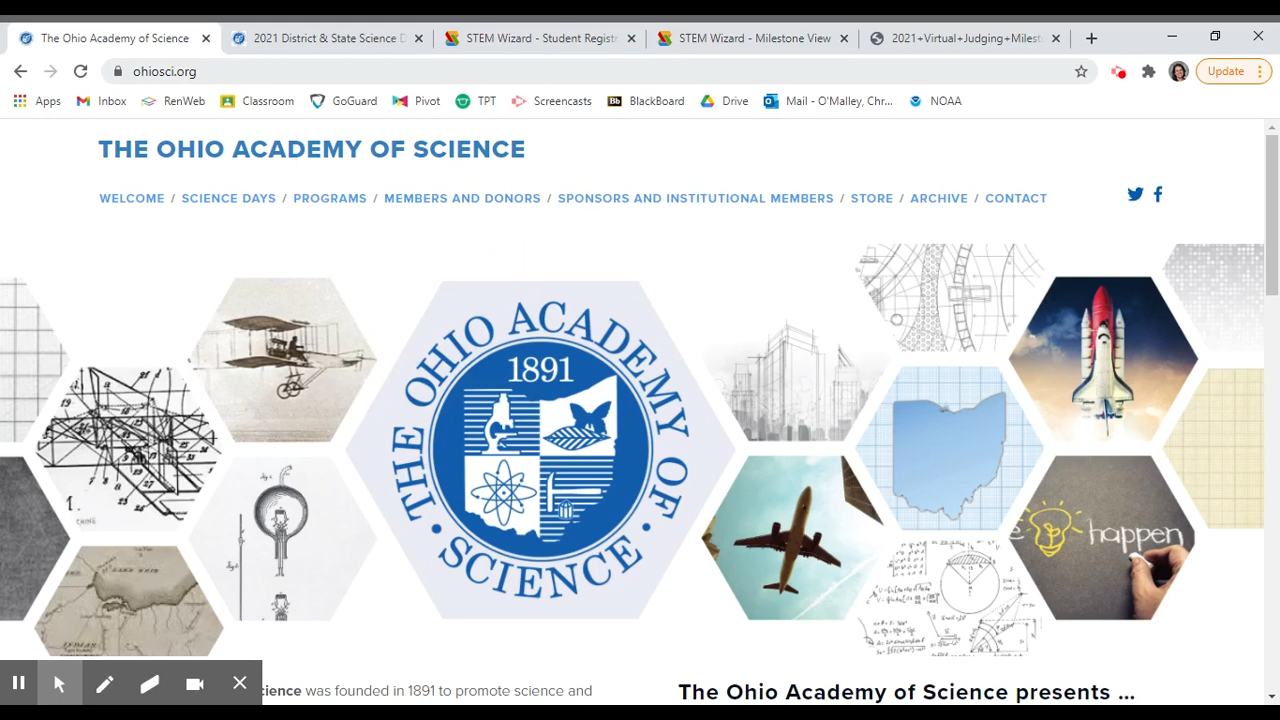 The Ohio Academy of Science
2021 District & State Science D
STEM Wizard - Student Registr
STEM Wizard - Milestone View
2021+Virtual+Judging+Milest
ohiosci.org
Update
Apps
Inbox
RenWeb
Classroom
GoGuard
Pivot
TPT
Screencasts
Bb BlackBoard
Drive
Mail - O'Malley, Chr...
NOAA
THE OHIO ACADEMY OF SCIENCE
WELCOME / SCIENCE DAYS / PROGRAMS / MEMBERS AND DONORS / SPONSORS AND INSTITUTIONAL MEMBERS / STORE / ARCHIVE / CONTACT
THE OHIO ACADEMY OF
• SCIENCE •
1891
happen
cience was founded in 1891 to promote science and
The Ohio Academy of Science presents ...